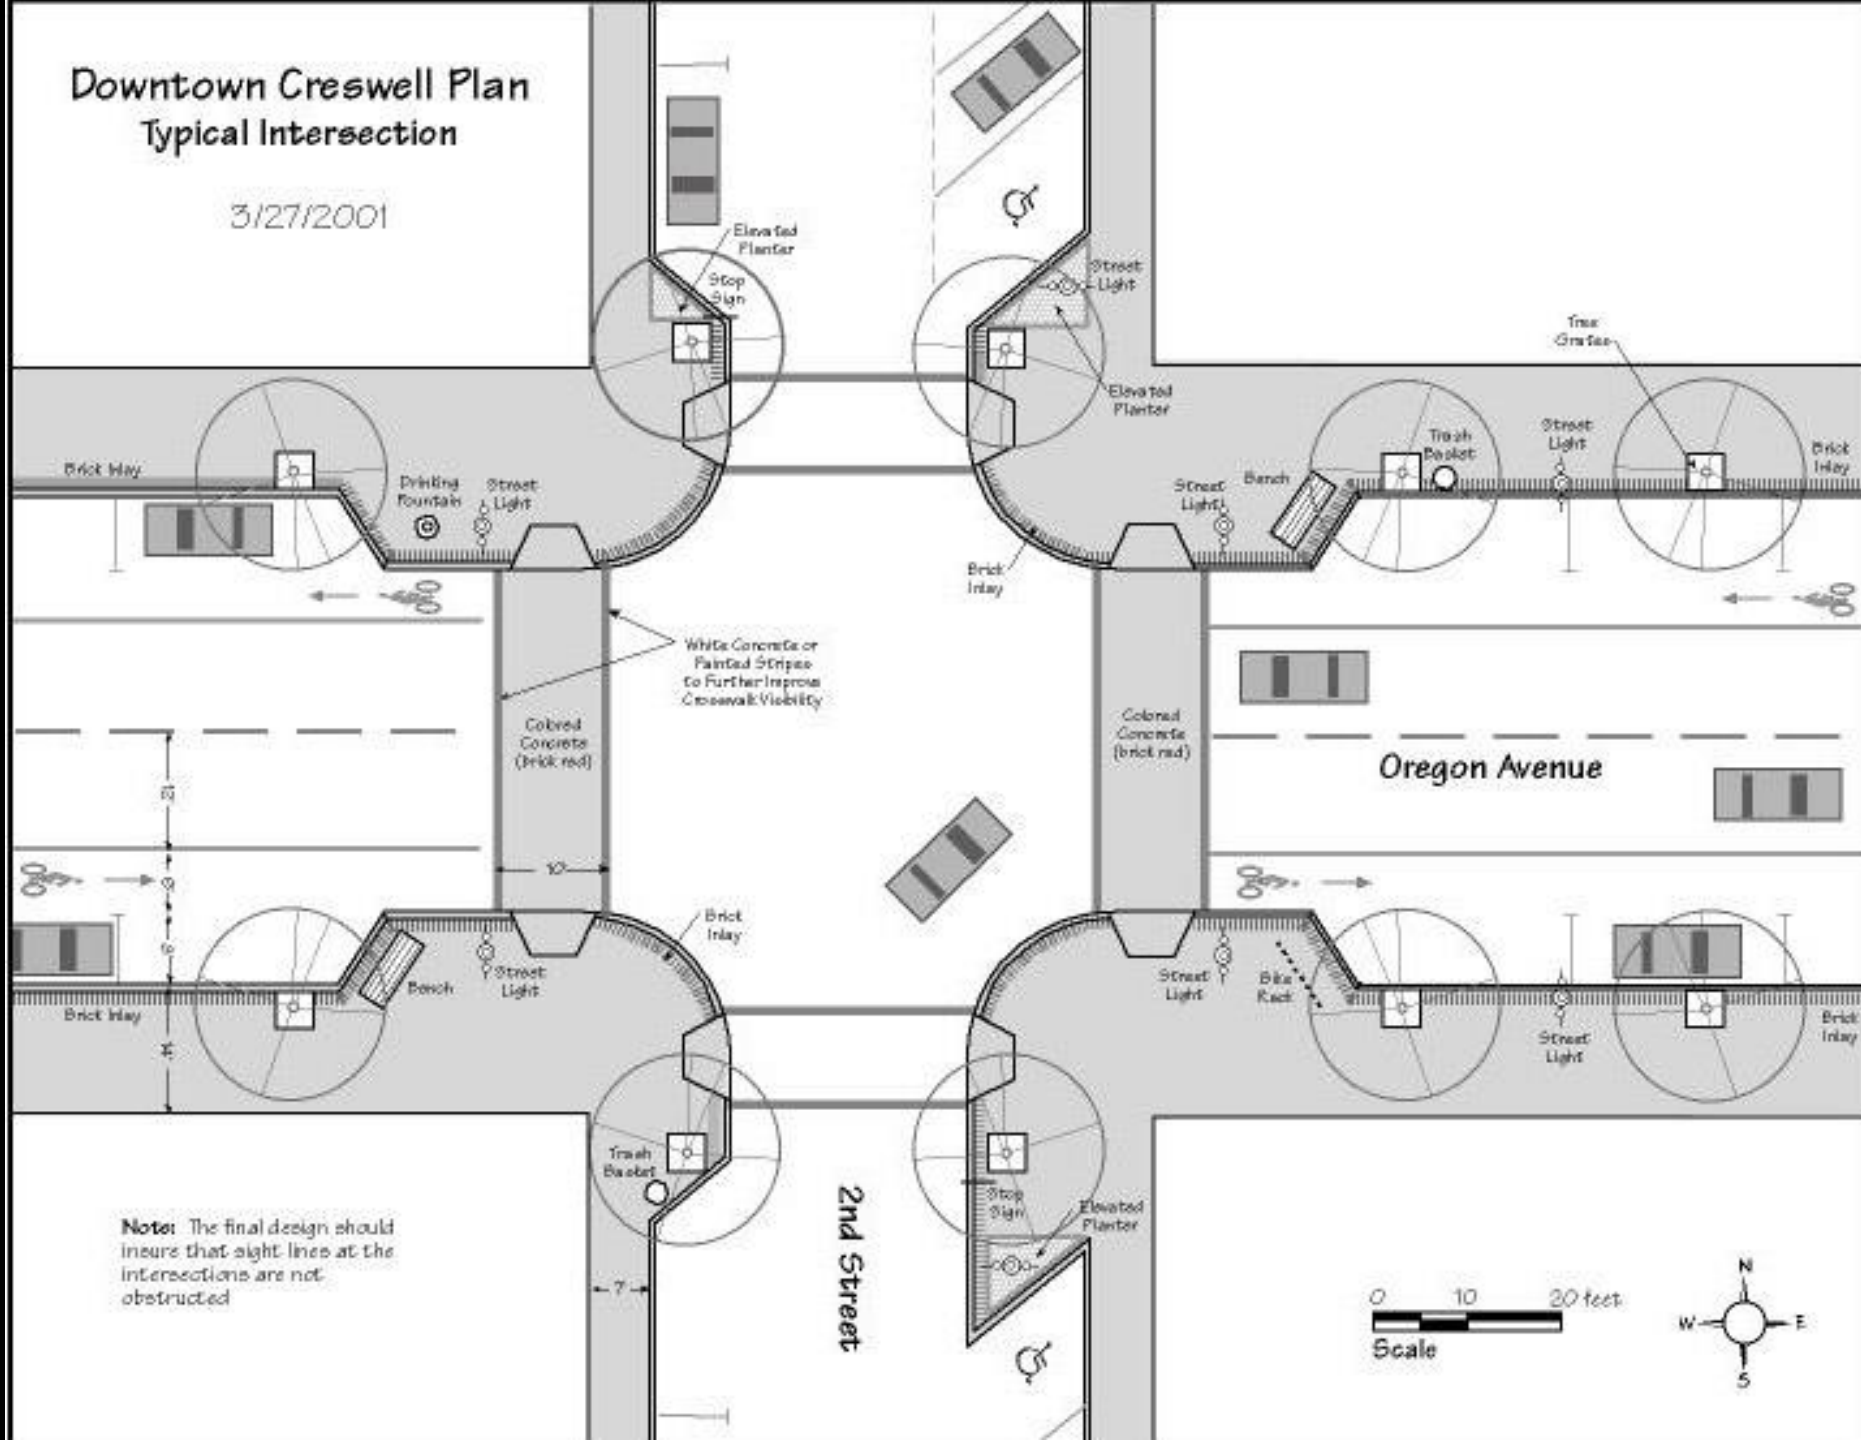 Downtown Creswell Plan
Typical Intersection
3/27/2001
Elevated
Planter
Stop
Sign
Street
Light
Elevated
Planter
Tree
Grates
Brick Inlay
Drinking
Fountain
Street
Light
Street
Light
Bench
Trash
Basket
Street
Light
Brick
Inlay
Brick
Inlay
White Concrete or
Painted Stripes
to Further Improve
Crosswalk Visibility
Colored
Concrete
(brick red)
Colored
Concrete
(brick red)
Oregon Avenue
12
6
10
Brick
Inlay
8
Bench
Street
Light
Street
Light
Bike
Rack
Brick Inlay
14
Street
Light
Brick
Inlay
Trash
Basket
Stop
Sign
Elevated
Planter
2nd Street
7
Note: The final design should
insure that sight lines at the
intersections are not
obstructed
0 10 20 feet
Scale
N
W E
S